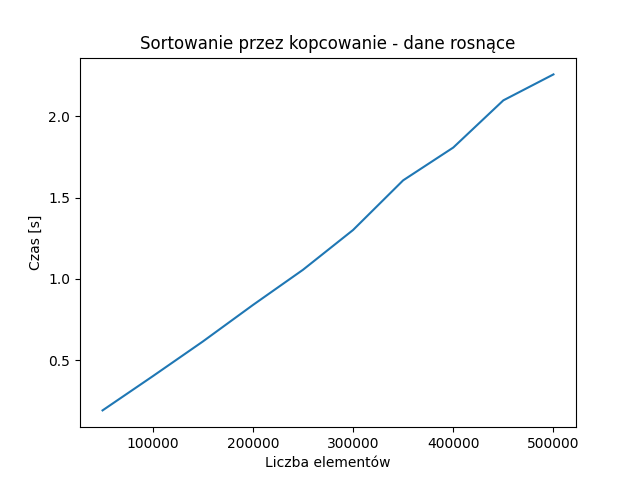 Sortowanie przez kopcowanie - dane rosnące
2.0
1.5
1.0
0.5
Czas [s]
100000 200000 300000 400000 500000
Liczba elementów